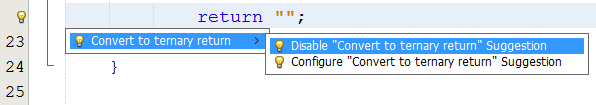 return "";
23
Convert to ternary return
Disable "Convert to ternary return" Suggestion
Configure "Convert to ternary return" Suggestion
24
}
25